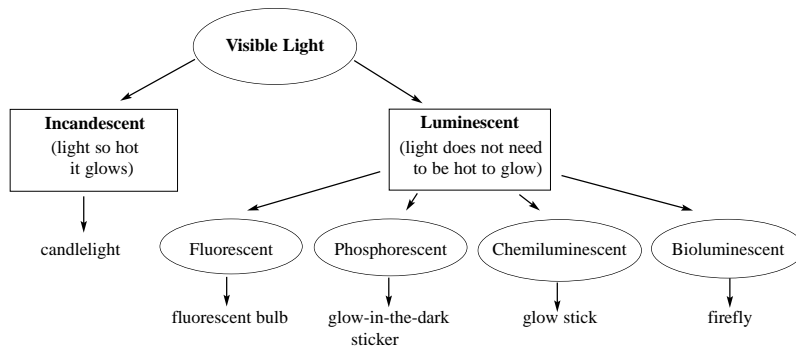 Visible Light
Incandescent
(light so hot
it glows)
Luminescent
(light does not need
to be hot to glow)
candlelight
Fluorescent
Phosphorescent
Chemiluminescent
Bioluminescent
fluorescent bulb
glow-in-the-dark
sticker
glow stick
firefly